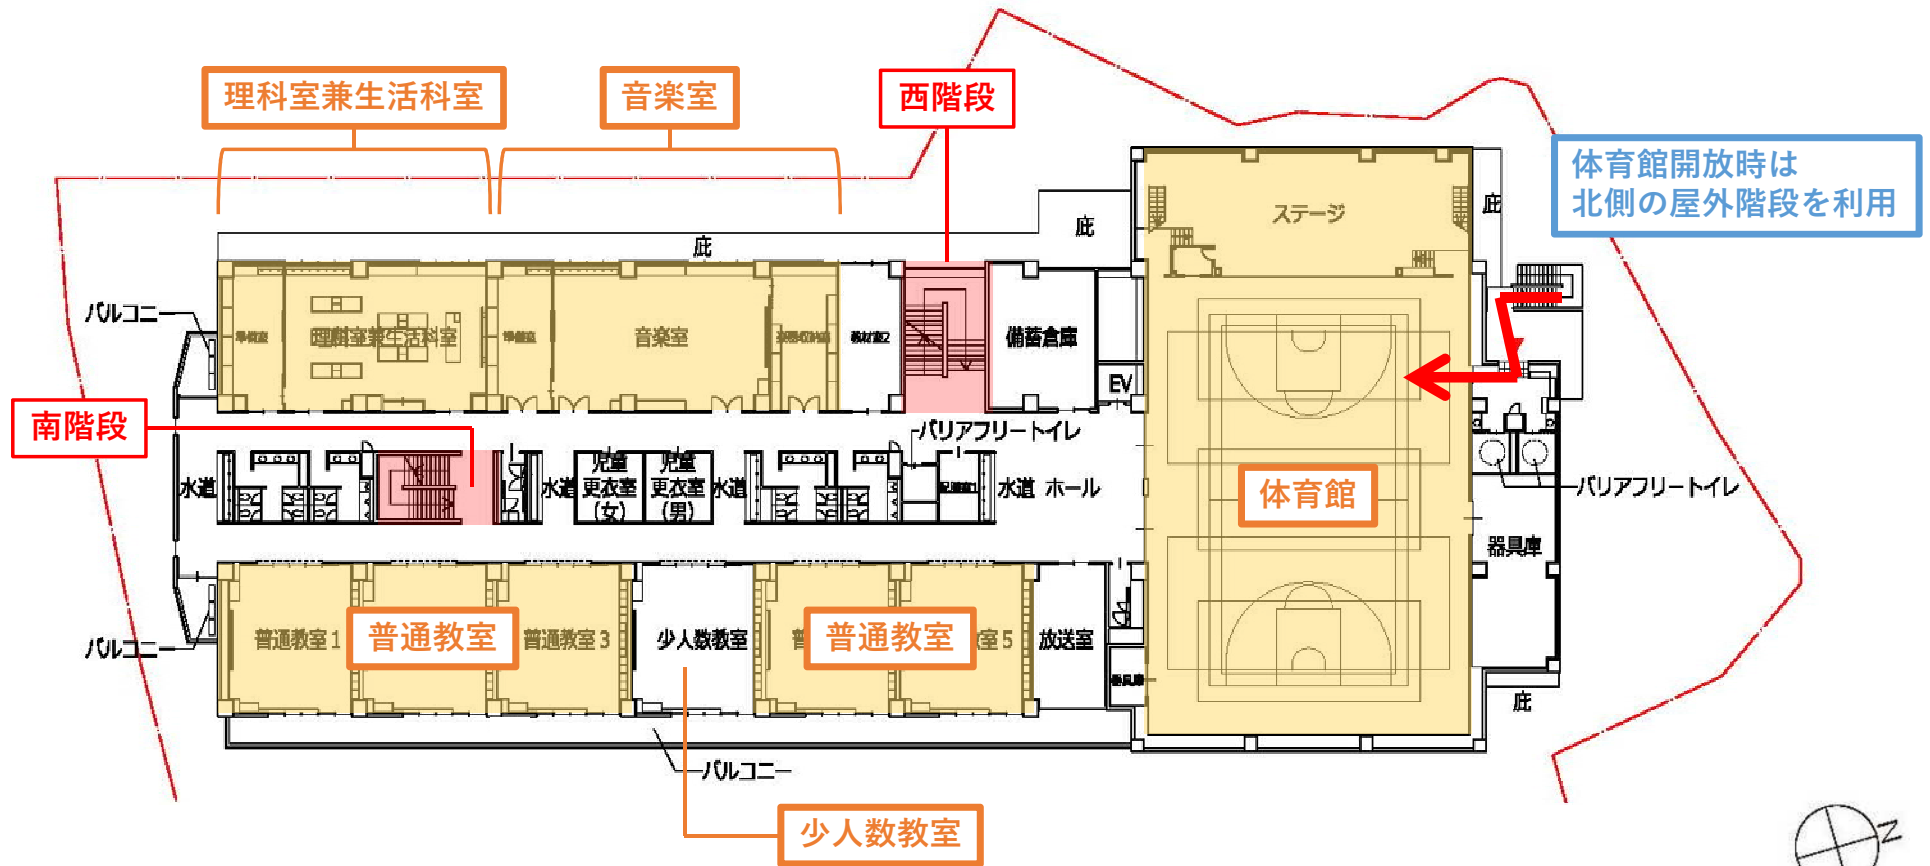 理科室兼生活科室
音楽室
西階段
体育館開放時は
北側の屋外階段を利用
ステージ
庇
庇
庇
バルコニー
理科室兼生活科室
音楽室
備蓄倉庫
EV
南階段
バリアフリートイレ
水道
水道
児童
更衣室
(女)
児童
更衣室
(男)
水道
水道 ホール
体育館
バリアフリートイレ
器具庫
普通教室1
普通教室
普通教室3
少人数教室
普通教室
室5
放送室
バルコニー
庇
バルコニー
少人数教室
N